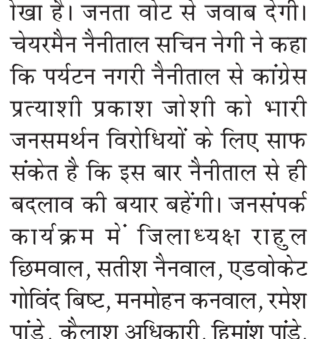 रेखा है। जनता वोट से जवाब देगी।
चेयरमैन नैनीताल सचिन नेगी ने कहा
कि पर्यटन नगरी नैनीताल से कांग्रेस
प्रत्याशी प्रकाश जोशी को भारी
जनसमर्थन विरोधियों के लिए साफ
संकेत है कि इस बार नैनीताल से ही
बदलाव की बयार बहेंगी। जनसंपर्क
कार्यक्रम में जिलाध्यक्ष राहुल
छिमवाल, सतीश नैनवाल, एडवोकेट
गोविंद बिष्ट, मनमोहन कनवाल, रमेश
पांडे, कैलाश अधिकारी, हिमांशु पांडे,